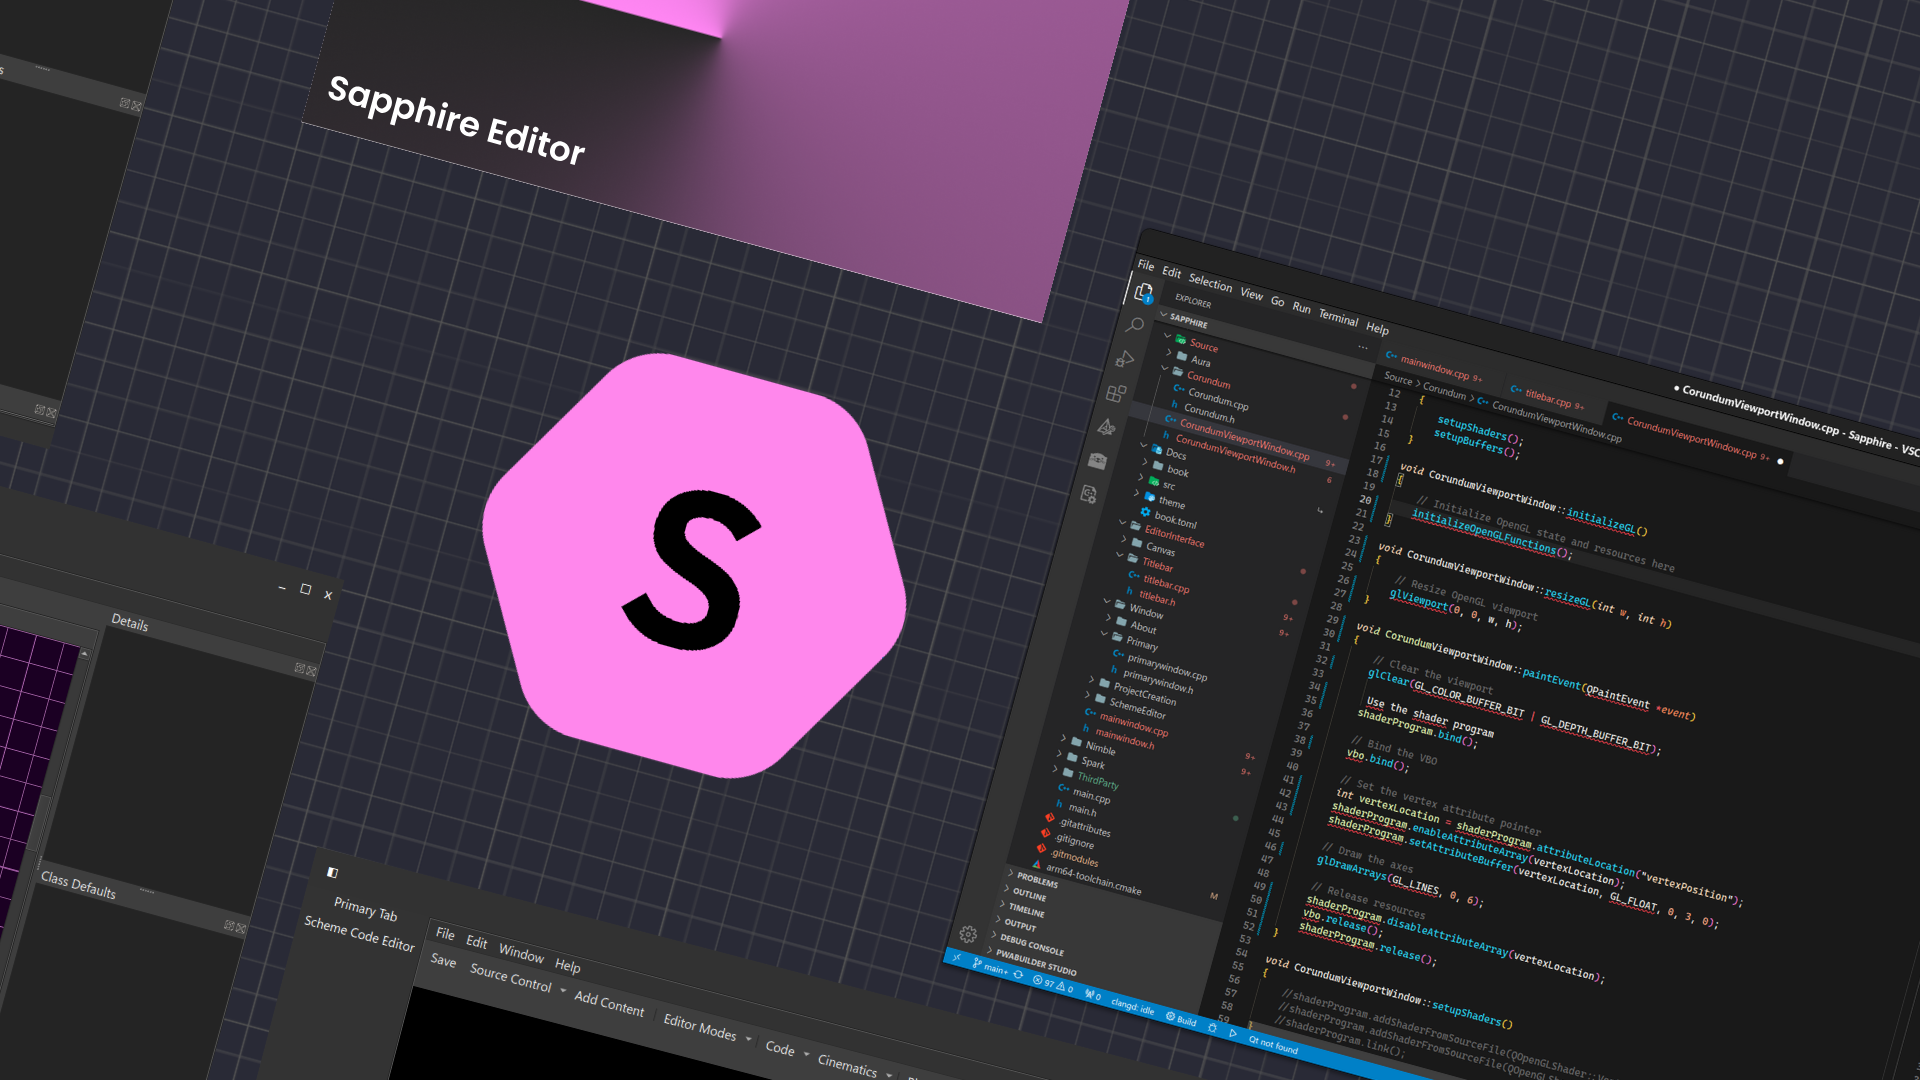 Sapphire Editor
S
Details
Class Defaults
Primary Tab
Scheme Code Editor
File Edit Window Help
Save Source Control Add Content Editor Modes Code Cinematics
File Edit Selection View Go Run Terminal Help
● CorundumViewportWindow.cpp - Sapphire - VSC
EXPLORER
SAPPHIRE
Source
Aura
Corundum
Corundum.cpp
Corundum.h
CorundumViewportWindow.cpp 9+
CorundumViewportWindow.h 6
Docs
book
src
theme
book.toml
EditorInterface
Canvas
Titlebar
titlebar.cpp 9+
titlebar.h 9+
Window
About
Primary
primarywindow.cpp
primarywindow.h
ProjectCreation
SchemeEditor
mainwindow.cpp 9+
mainwindow.h 9+
Nimble
Spark
ThirdParty
main.cpp
main.h
.gitattributes
.gitignore
.gitmodules
arm64-toolchain.cmake M
PROBLEMS
OUTLINE
TIMELINE
OUTPUT
DEBUG CONSOLE
PWABUILDER STUDIO
main+ 97 0 0 clangd: idle Build Qt not found
mainwindow.cpp 9+ titlebar.cpp 9+ CorundumViewportWindow.cpp 9+ ●
Source > Corundum > CorundumViewportWindow.cpp
12 {
13 setupShaders();
14 setupBuffers();
15 }
16
17 void CorundumViewportWindow::initializeGL()
18 {
19 // Initialize OpenGL state and resources here
20 initializeOpenGLFunctions();
21 }
22
23 void CorundumViewportWindow::resizeGL(int w, int h)
24 {
25 // Resize OpenGL viewport
26 glViewport(0, 0, w, h);
27 }
28
29 void CorundumViewportWindow::paintEvent(QPaintEvent *event)
30 {
31 // Clear the viewport
32 glClear(GL_COLOR_BUFFER_BIT | GL_DEPTH_BUFFER_BIT);
33
34 Use the shader program
35 shaderProgram.bind();
36
37 // Bind the VBO
38 vbo.bind();
39
40 // Set the vertex attribute pointer
41 int vertexLocation = shaderProgram.attributeLocation("vertexPosition");
42 shaderProgram.enableAttributeArray(vertexLocation);
43 shaderProgram.setAttributeBuffer(vertexLocation, GL_FLOAT, 0, 3, 0);
44
45 // Draw the axes
46 glDrawArrays(GL_LINES, 0, 6);
47
48 // Release resources
49 shaderProgram.disableAttributeArray(vertexLocation);
50 vbo.release();
51 shaderProgram.release();
52 }
53
54 void CorundumViewportWindow::setupShaders()
55 {
56 //shaderProgram.addShaderFromSourceFile(QOpenGLShader::
57 //shaderProgram.addShaderFromSourceFile(QOpenGLSh
58 //shaderProgram.link();
59 }